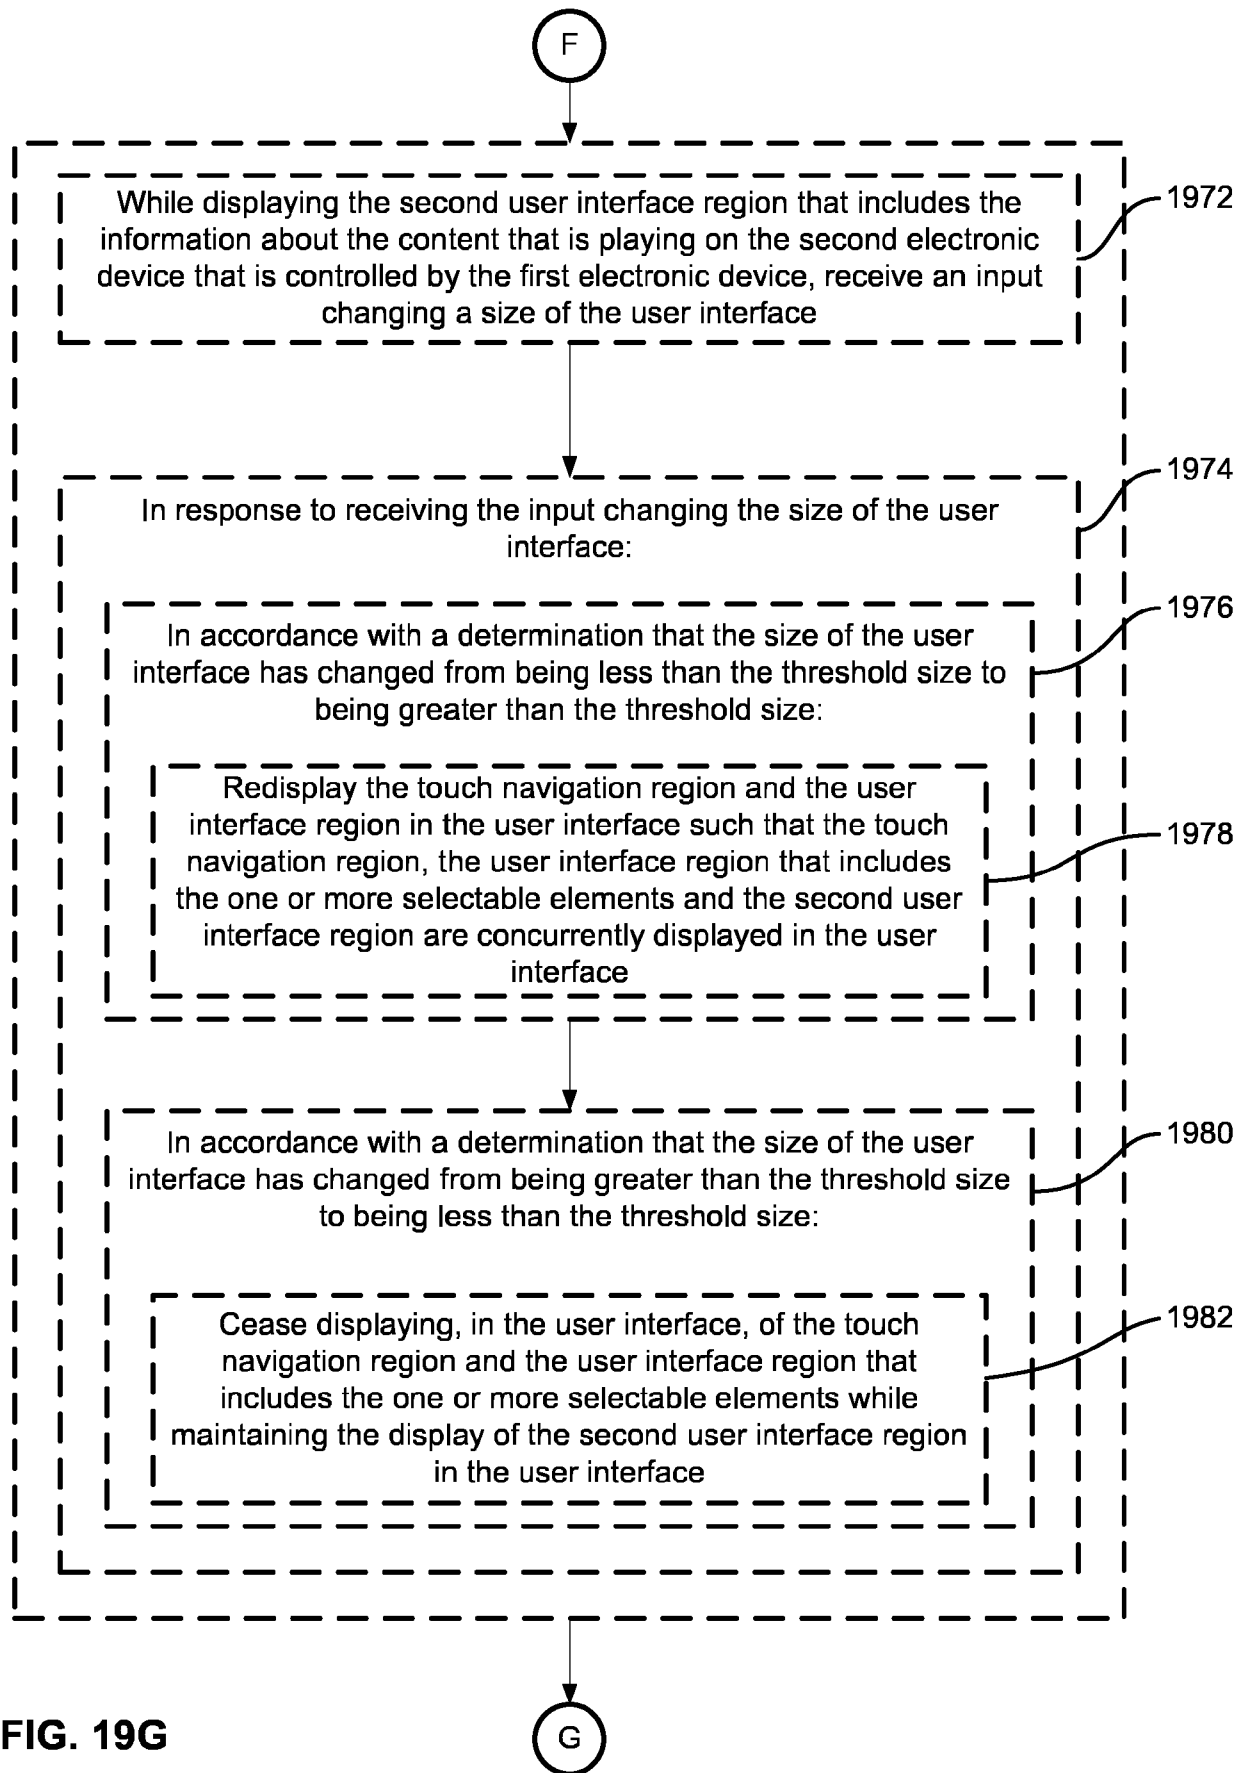 F
While displaying the second user interface region that includes the
information about the content that is playing on the second electronic
device that is controlled by the first electronic device, receive an input
changing a size of the user interface
1972
1974
In response to receiving the input changing the size of the user
interface:
1976
In accordance with a determination that the size of the user
interface has changed from being less than the threshold size to
being greater than the threshold size:
Redisplay the touch navigation region and the user
interface region in the user interface such that the touch
navigation region, the user interface region that includes
the one or more selectable elements and the second user
interface region are concurrently displayed in the user
interface
1978
1980
In accordance with a determination that the size of the user
interface has changed from being greater than the threshold size
to being less than the threshold size:
1982
Cease displaying, in the user interface, of the touch
navigation region and the user interface region that
includes the one or more selectable elements while
maintaining the display of the second user interface region
in the user interface
FIG. 19G
G